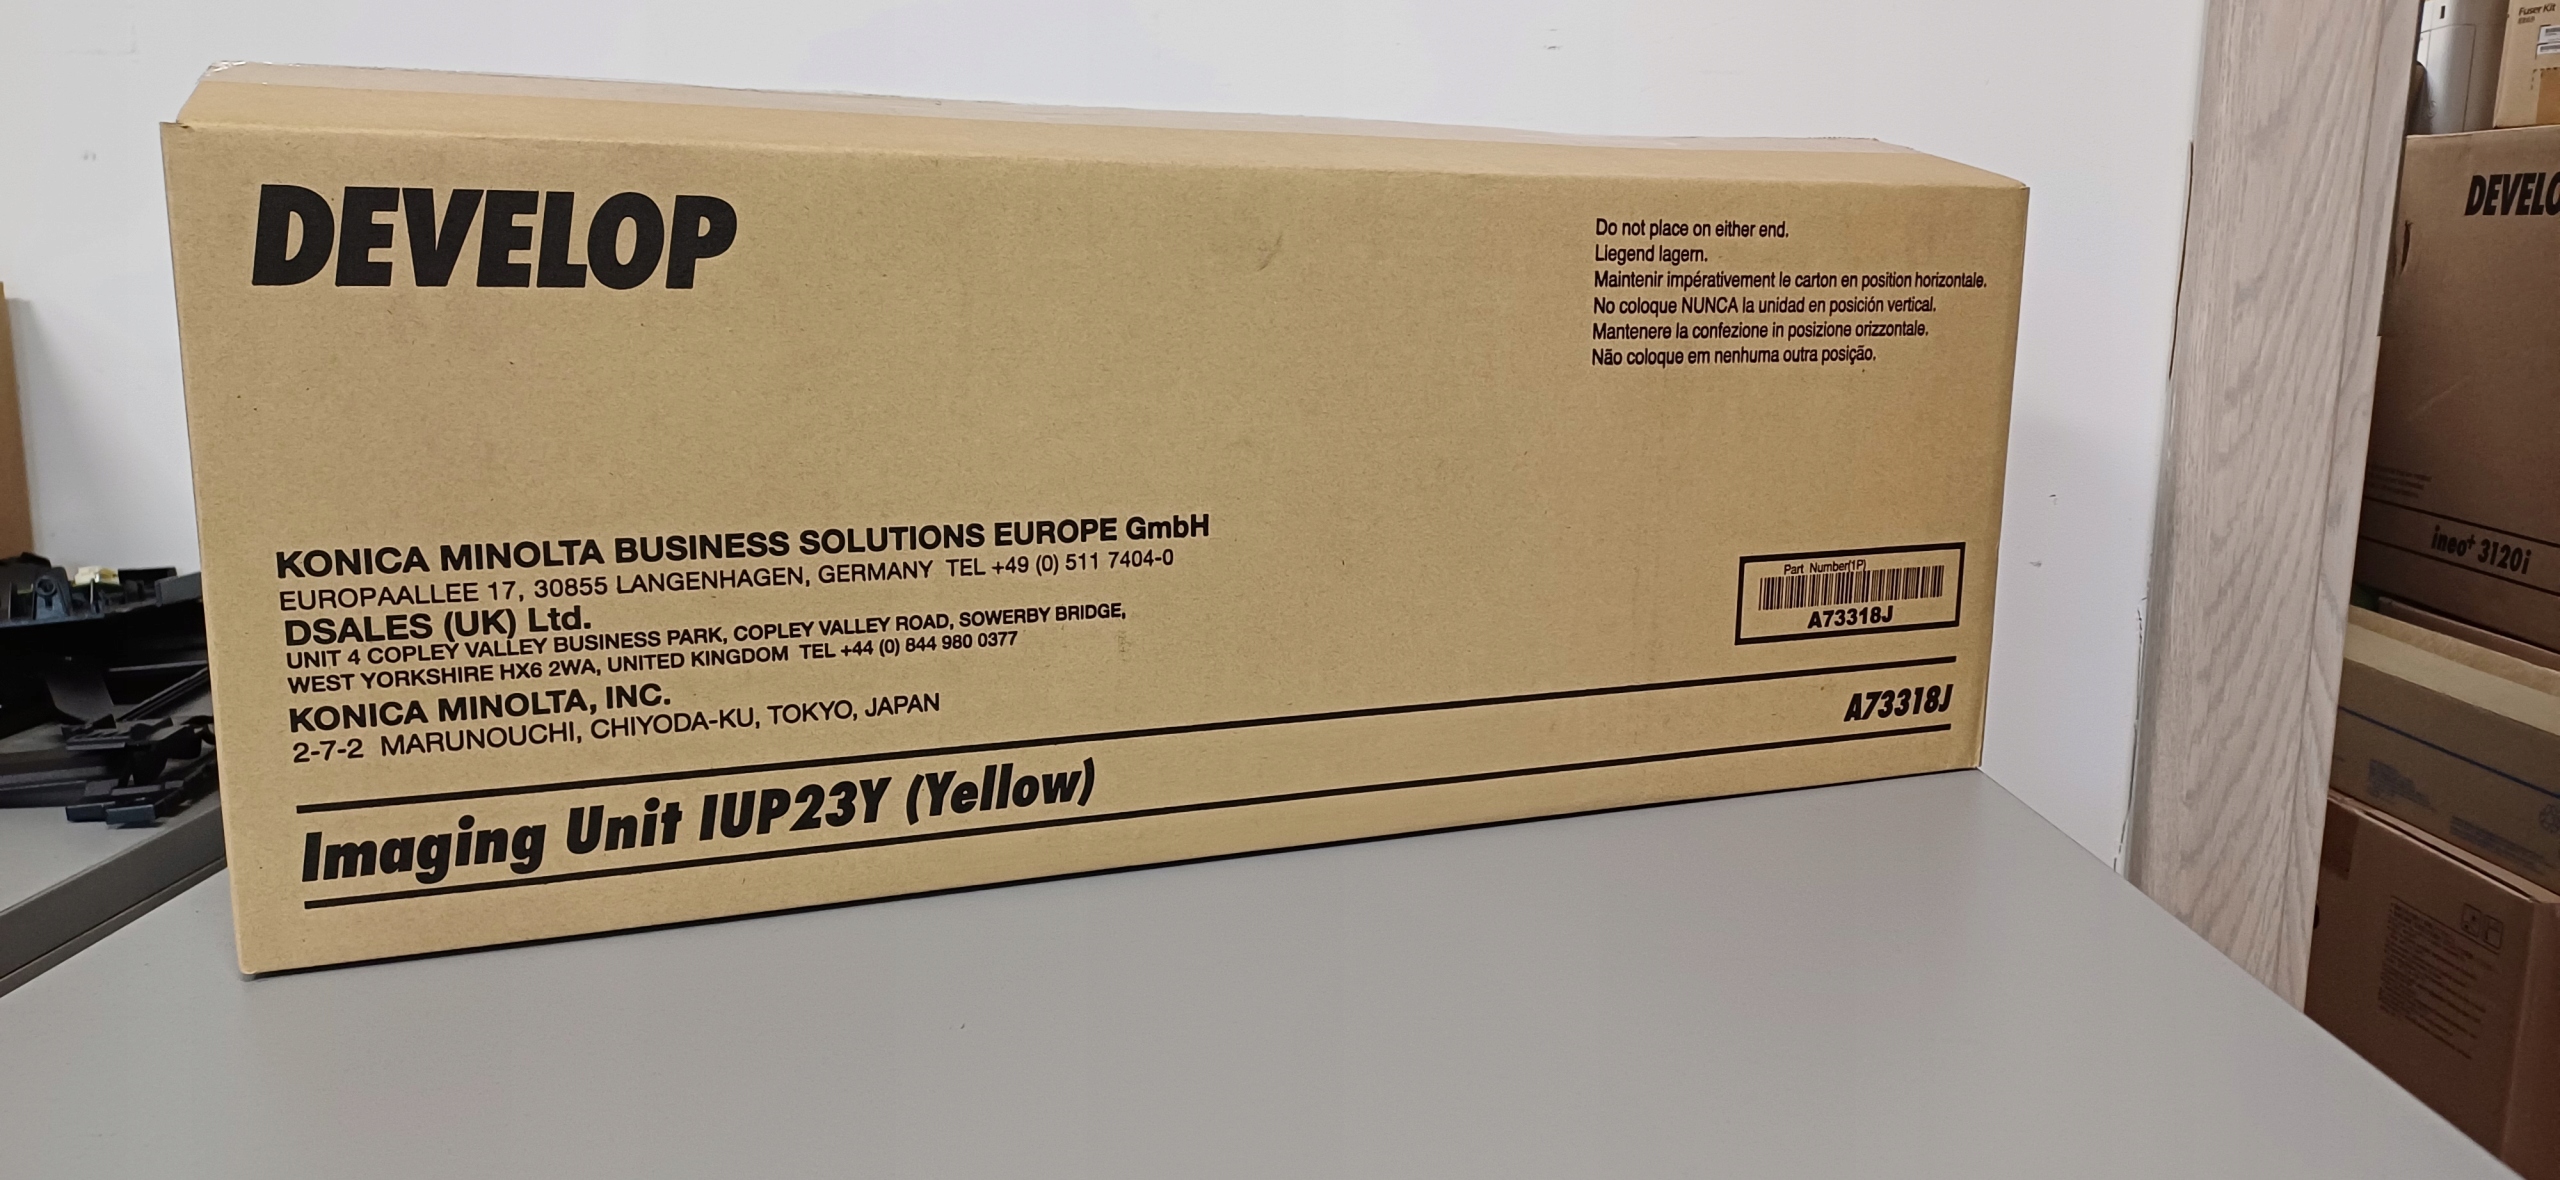 DEVELOP
Do not place on either end.
Liegend lagern.
Maintenir impérativement le carton en position horizontale.
No coloque NUNCA la unidad en posición vertical.
Mantenere la confezione in posizione orizzontale.
Não coloque em nenhuma outra posição.
KONICA MINOLTA BUSINESS SOLUTIONS EUROPE GmbH
EUROPAALLEE 17, 30855 LANGENHAGEN, GERMANY TEL +49 (0) 511 7404-0
DSALES (UK) Ltd.
UNIT 4 COPLEY VALLEY BUSINESS PARK, COPLEY VALLEY ROAD, SOWERBY BRIDGE,
WEST YORKSHIRE HX6 2WA, UNITED KINGDOM TEL +44 (0) 844 980 0377
KONICA MINOLTA, INC.
2-7-2 MARUNOUCHI, CHIYODA-KU, TOKYO, JAPAN
Part Number(1P)
A73318J
Imaging Unit IUP23Y (Yellow)
A73318J
Fuser Kit
DEVELO
ineo+ 3120i